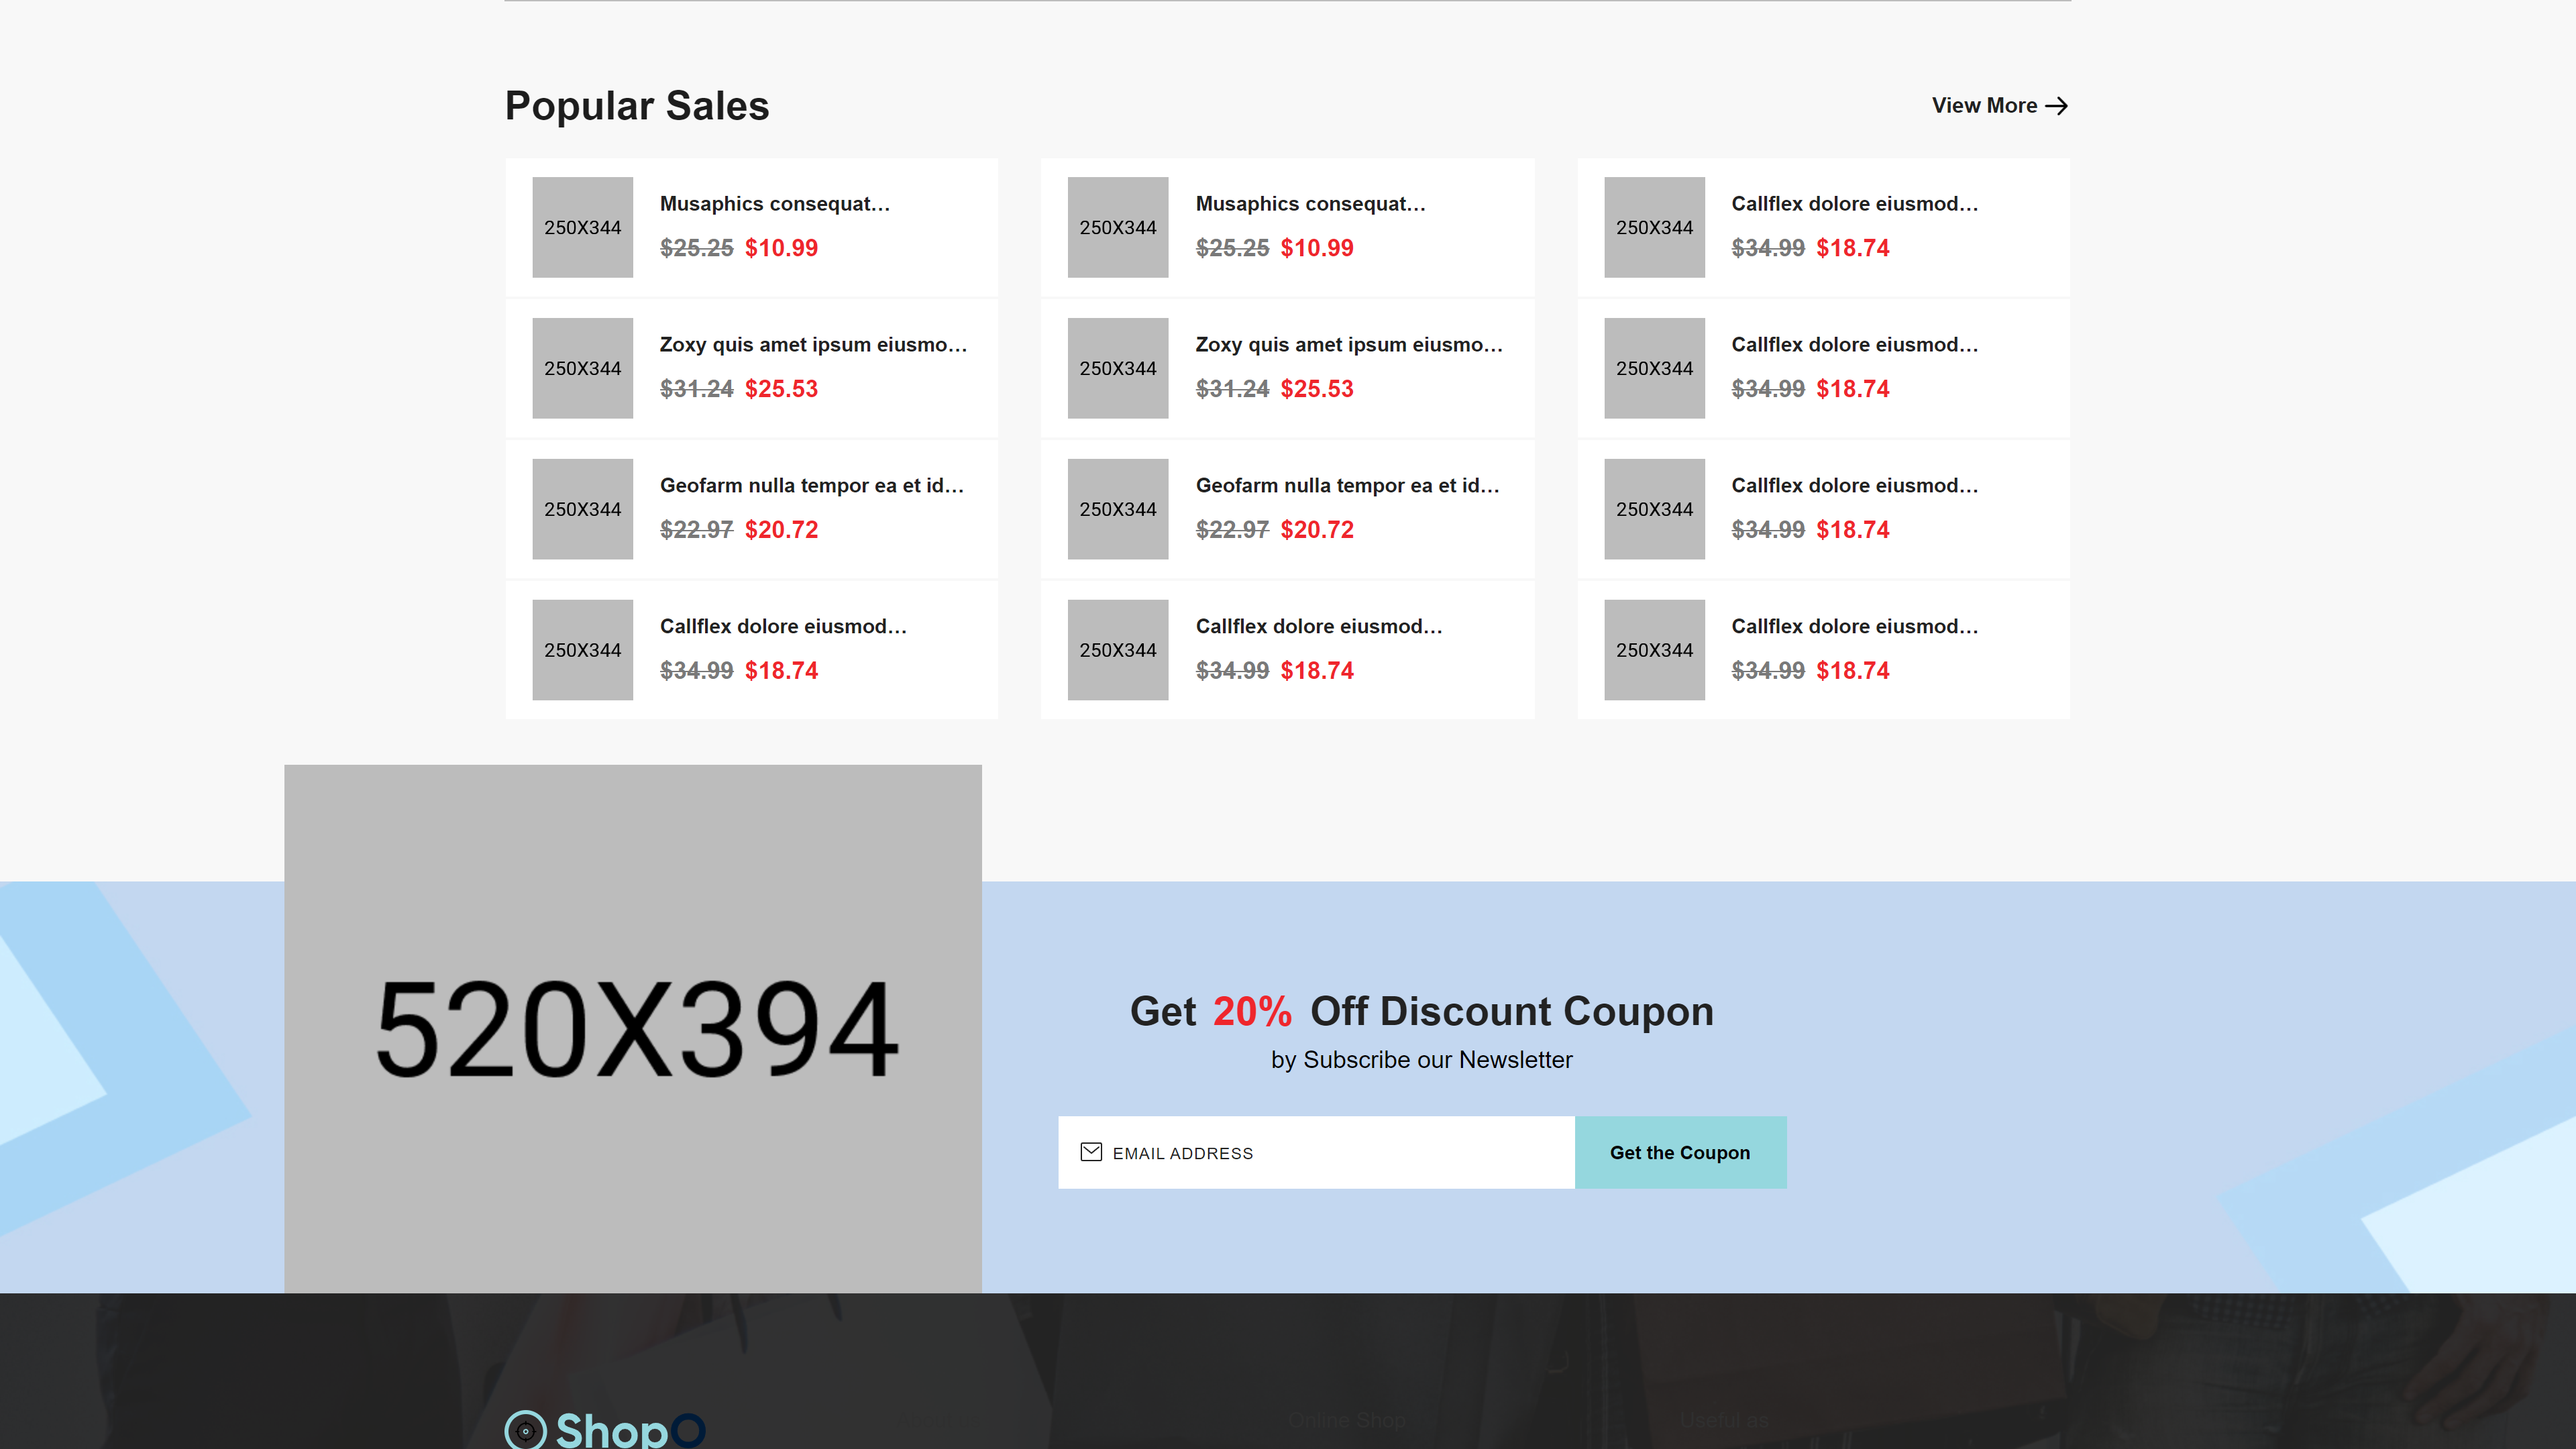 Popular Sales
View More
250X344
Musaphics consequat...
$25.25 $10.99
250X344
Musaphics consequat...
$25.25 $10.99
250X344
Callflex dolore eiusmod...
$34.99 $18.74
250X344
Zoxy quis amet ipsum eiusmo...
$31.24 $25.53
250X344
Zoxy quis amet ipsum eiusmo...
$31.24 $25.53
250X344
Callflex dolore eiusmod...
$34.99 $18.74
250X344
Geofarm nulla tempor ea et id...
$22.97 $20.72
250X344
Geofarm nulla tempor ea et id...
$22.97 $20.72
250X344
Callflex dolore eiusmod...
$34.99 $18.74
250X344
Callflex dolore eiusmod...
$34.99 $18.74
250X344
Callflex dolore eiusmod...
$34.99 $18.74
250X344
Callflex dolore eiusmod...
$34.99 $18.74
520X394
Get 20% Off Discount Coupon
by Subscribe our Newsletter
EMAIL ADDRESS
Get the Coupon
ShopO
Online Shop
Useful as